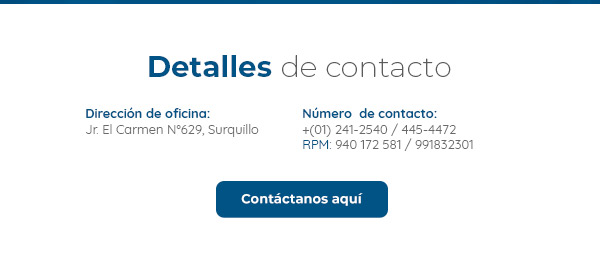 Detalles de contacto
Dirección de oficina:
Jr. El Carmen N°629, Surquillo
Número de contacto:
+(01) 241-2540 / 445-4472
RPM: 940 172 581 / 991832301
Contáctanos aquí